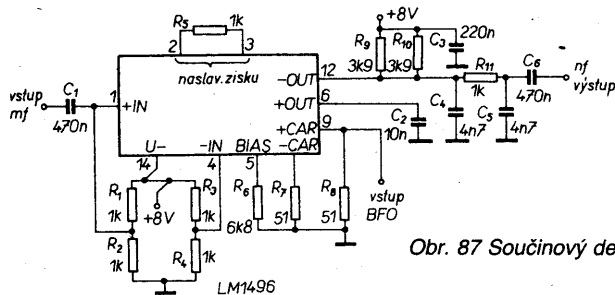 R5 1k
2 3
naslav. zisku
+8V
R9 3k9
R10 3k9
C3 220n
12
-OUT
R11 1k
C6 470n
nf výstup
vstup mf
C1 470n
1
+IN
+OUT
6
+CAR
9
C2 10n
C4 4n7
C5 4n7
U- -IN BIAS -CAR
14 4 5
R1 1k
R3 1k
+8V
R6 6k8
R7 51
R8 51
vstup BFO
R2 1k
R4 1k
LM1496
Obr. 87 Součinový de